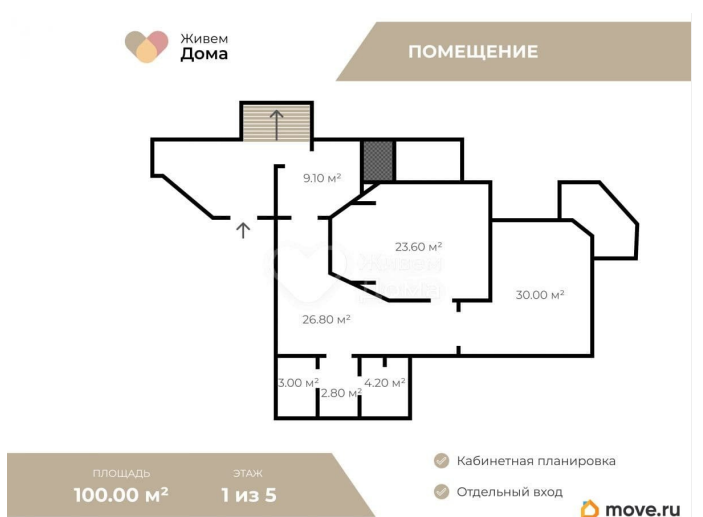 Живем
Дома
ПОМЕЩЕНИЕ
9.10 м²
23.60 м²
30.00 м²
26.80 м²
3.00 м²
2.80 м²
4.20 м²
Живем
Дома
ПЛОЩАДЬ
ЭТАЖ
100.00 м²
1 из 5
Кабинетная планировка
Отдельный вход
move.ru